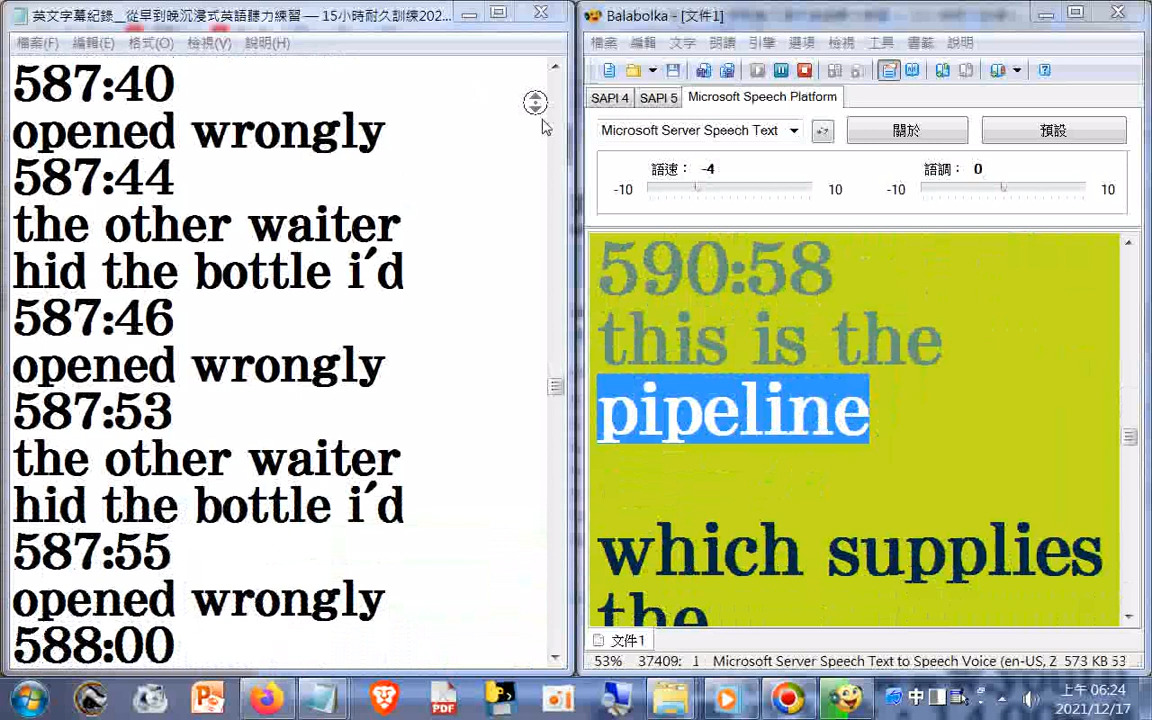 英文字幕紀錄__從早到晚沉浸式英語聽力練習 — 15小時耐久訓練202...
檔案(F) 編輯(E) 格式(O) 檢視(V) 說明(H)
587:40
opened wrongly
587:44
the other waiter
hid the bottle i´d
587:46
opened wrongly
587:53
the other waiter
hid the bottle i´d
587:55
opened wrongly
588:00
Balabolka - [文件1]
檔案 編輯 文字 朗讀 引擎 選項 檢視 工具 書籤 說明
SAPI 4 SAPI 5 Microsoft Speech Platform
Microsoft Server Speech Text 關於 預設
語速： -4 語調： 0
-10 10 -10 10
590:58
this is the
pipeline
which supplies
the
文件1
53% 37409: 1 Microsoft Server Speech Text to Speech Voice (en-US, 2 573 KB 53
PDF
中
上午 06:24
2021/12/17